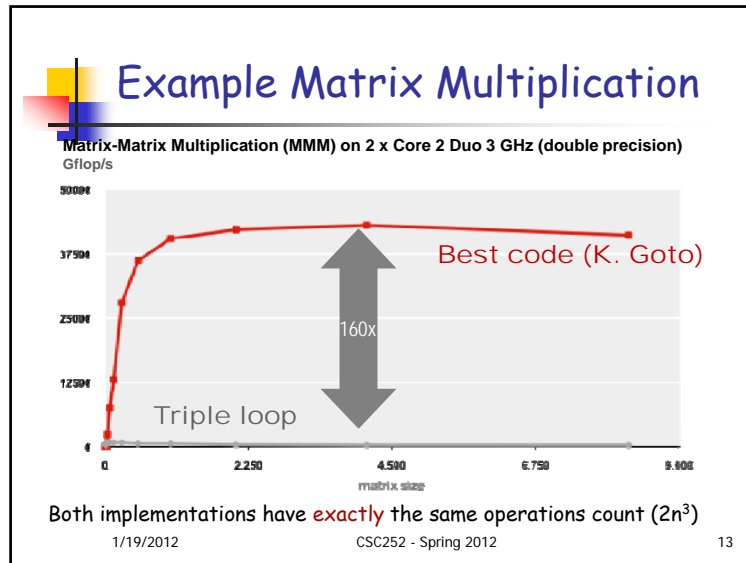 Example Matrix Multiplication
Matrix-Matrix Multiplication (MMM) on 2 x Core 2 Duo 3 GHz (double precision)
Gflop/s
Best code (K. Goto)
160x
Triple loop
0
2.250
4.500
6.750
matrix size
Both implementations have exactly the same operations count (2n³)
1/19/2012
CSC252 - Spring 2012
13